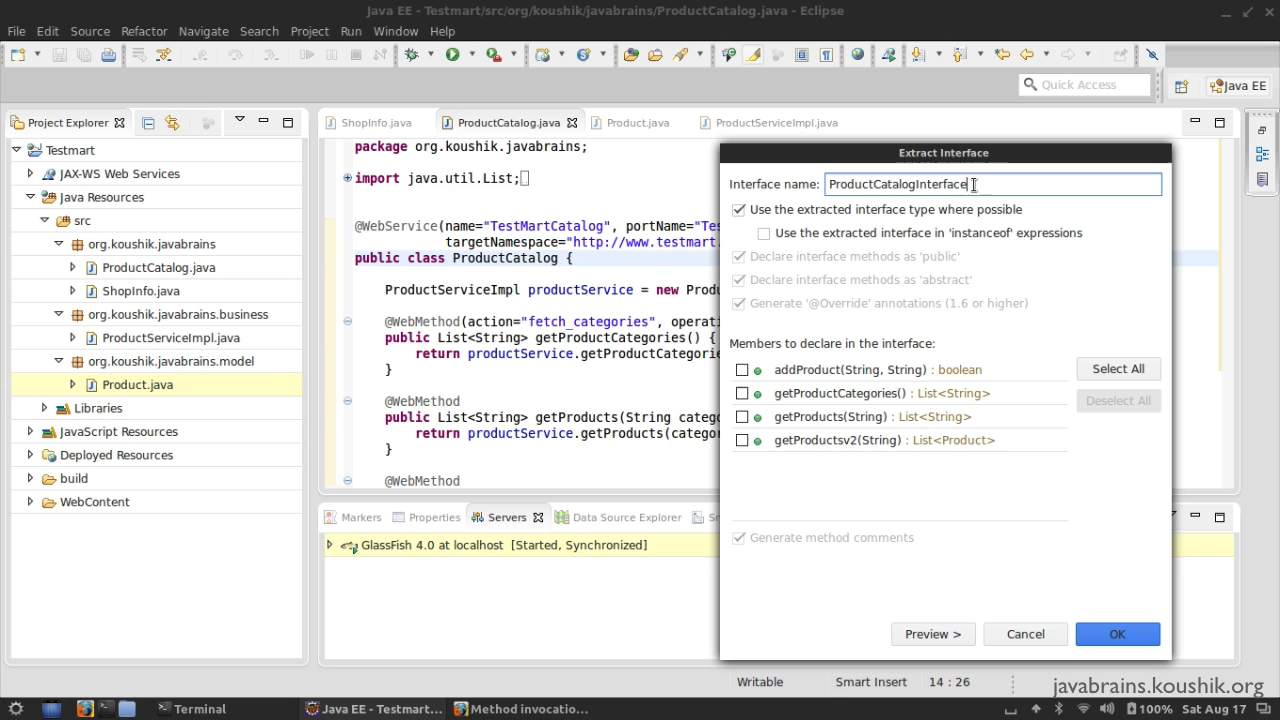 Java EE - Testmart/src/org/koushik/javabrains/ProductCatalog.java - Eclipse
File Edit Source Refactor Navigate Search Project Run Window Help
Quick Access
Java EE
Project Explorer
Testmart
JAX-WS Web Services
Java Resources
src
org.koushik.javabrains
ProductCatalog.java
ShopInfo.java
org.koushik.javabrains.business
ProductServiceImpl.java
org.koushik.javabrains.model
Product.java
Libraries
JavaScript Resources
Deployed Resources
build
WebContent
ShopInfo.java ProductCatalog.java Product.java ProductServiceImpl.java
package org.koushik.javabrains;
import java.util.List;
@WebService(name="TestMartCatalog", portName="Tes
targetNamespace="http://www.testmart.
public class ProductCatalog {
ProductServiceImpl productService = new Produ
@WebMethod(action="fetch_categories", operati
public List<String> getProductCategories() {
return productService.getProductCategorie
}
@WebMethod
public List<String> getProducts(String catego
return productService.getProducts(categor
}
@WebMethod
Markers Properties Servers Data Source Explorer Sn
GlassFish 4.0 at localhost [Started, Synchronized]
Extract Interface
Interface name: ProductCatalogInterface
Use the extracted interface type where possible
Use the extracted interface in 'instanceof' expressions
Declare interface methods as 'public'
Declare interface methods as 'abstract'
Generate '@Override' annotations (1.6 or higher)
Members to declare in the interface:
addProduct(String, String) : boolean
getProductCategories() : List<String>
getProducts(String) : List<String>
getProductsv2(String) : List<Product>
Select All
Deselect All
Generate method comments
Preview > Cancel OK
Writable Smart Insert 14 : 26
javabrains.koushik.org
Terminal Java EE - Testmart... Method invocatio... 100% Sat Aug 17